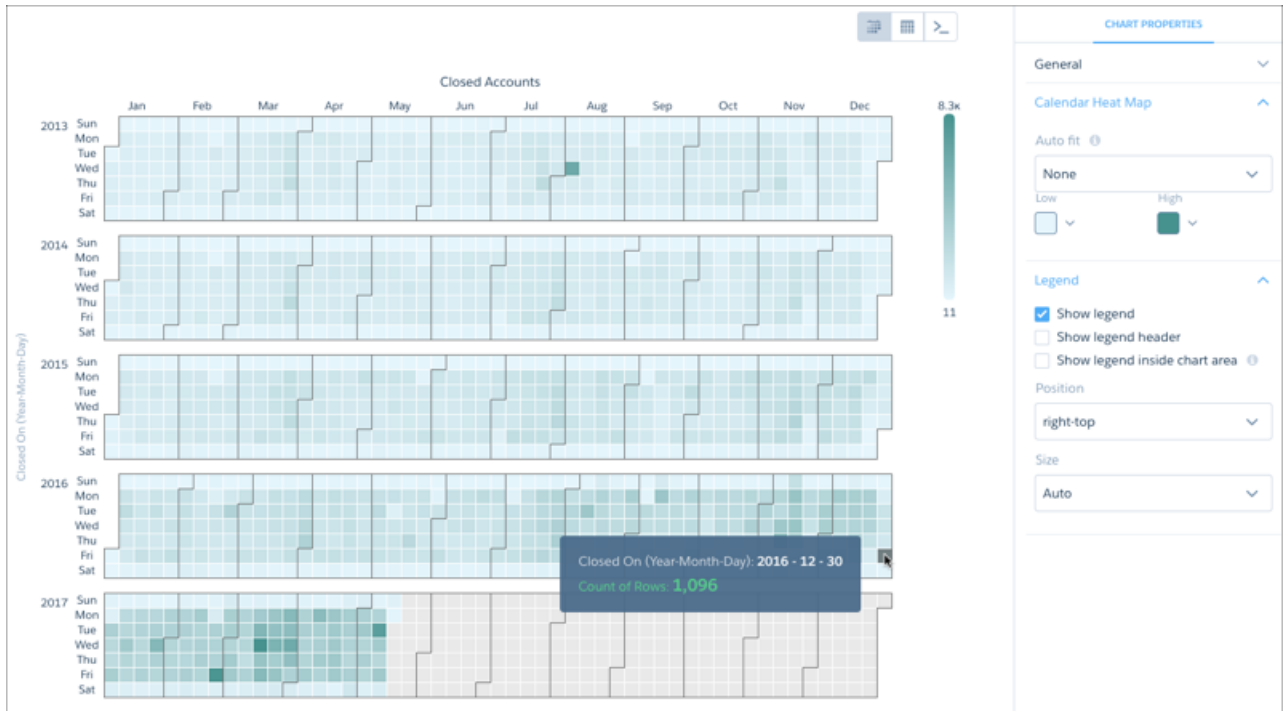 CHART PROPERTIES
General
Calendar Heat Map
Auto fit
None
Low High
Legend
Show legend
Show legend header
Show legend inside chart area
Position
right-top
Size
Auto
Closed Accounts
Jan Feb Mar Apr May Jun Jul Aug Sep Oct Nov Dec
8.3K
11
Closed On (Year-Month-Day)
2013 Sun
Mon
Tue
Wed
Thu
Fri
Sat
2014 Sun
Mon
Tue
Wed
Thu
Fri
Sat
2015 Sun
Mon
Tue
Wed
Thu
Fri
Sat
2016 Sun
Mon
Tue
Wed
Thu
Fri
Sat
Closed On (Year-Month-Day): 2016 - 12 - 30
Count of Rows: 1,096
2017 Sun
Mon
Tue
Wed
Thu
Fri
Sat